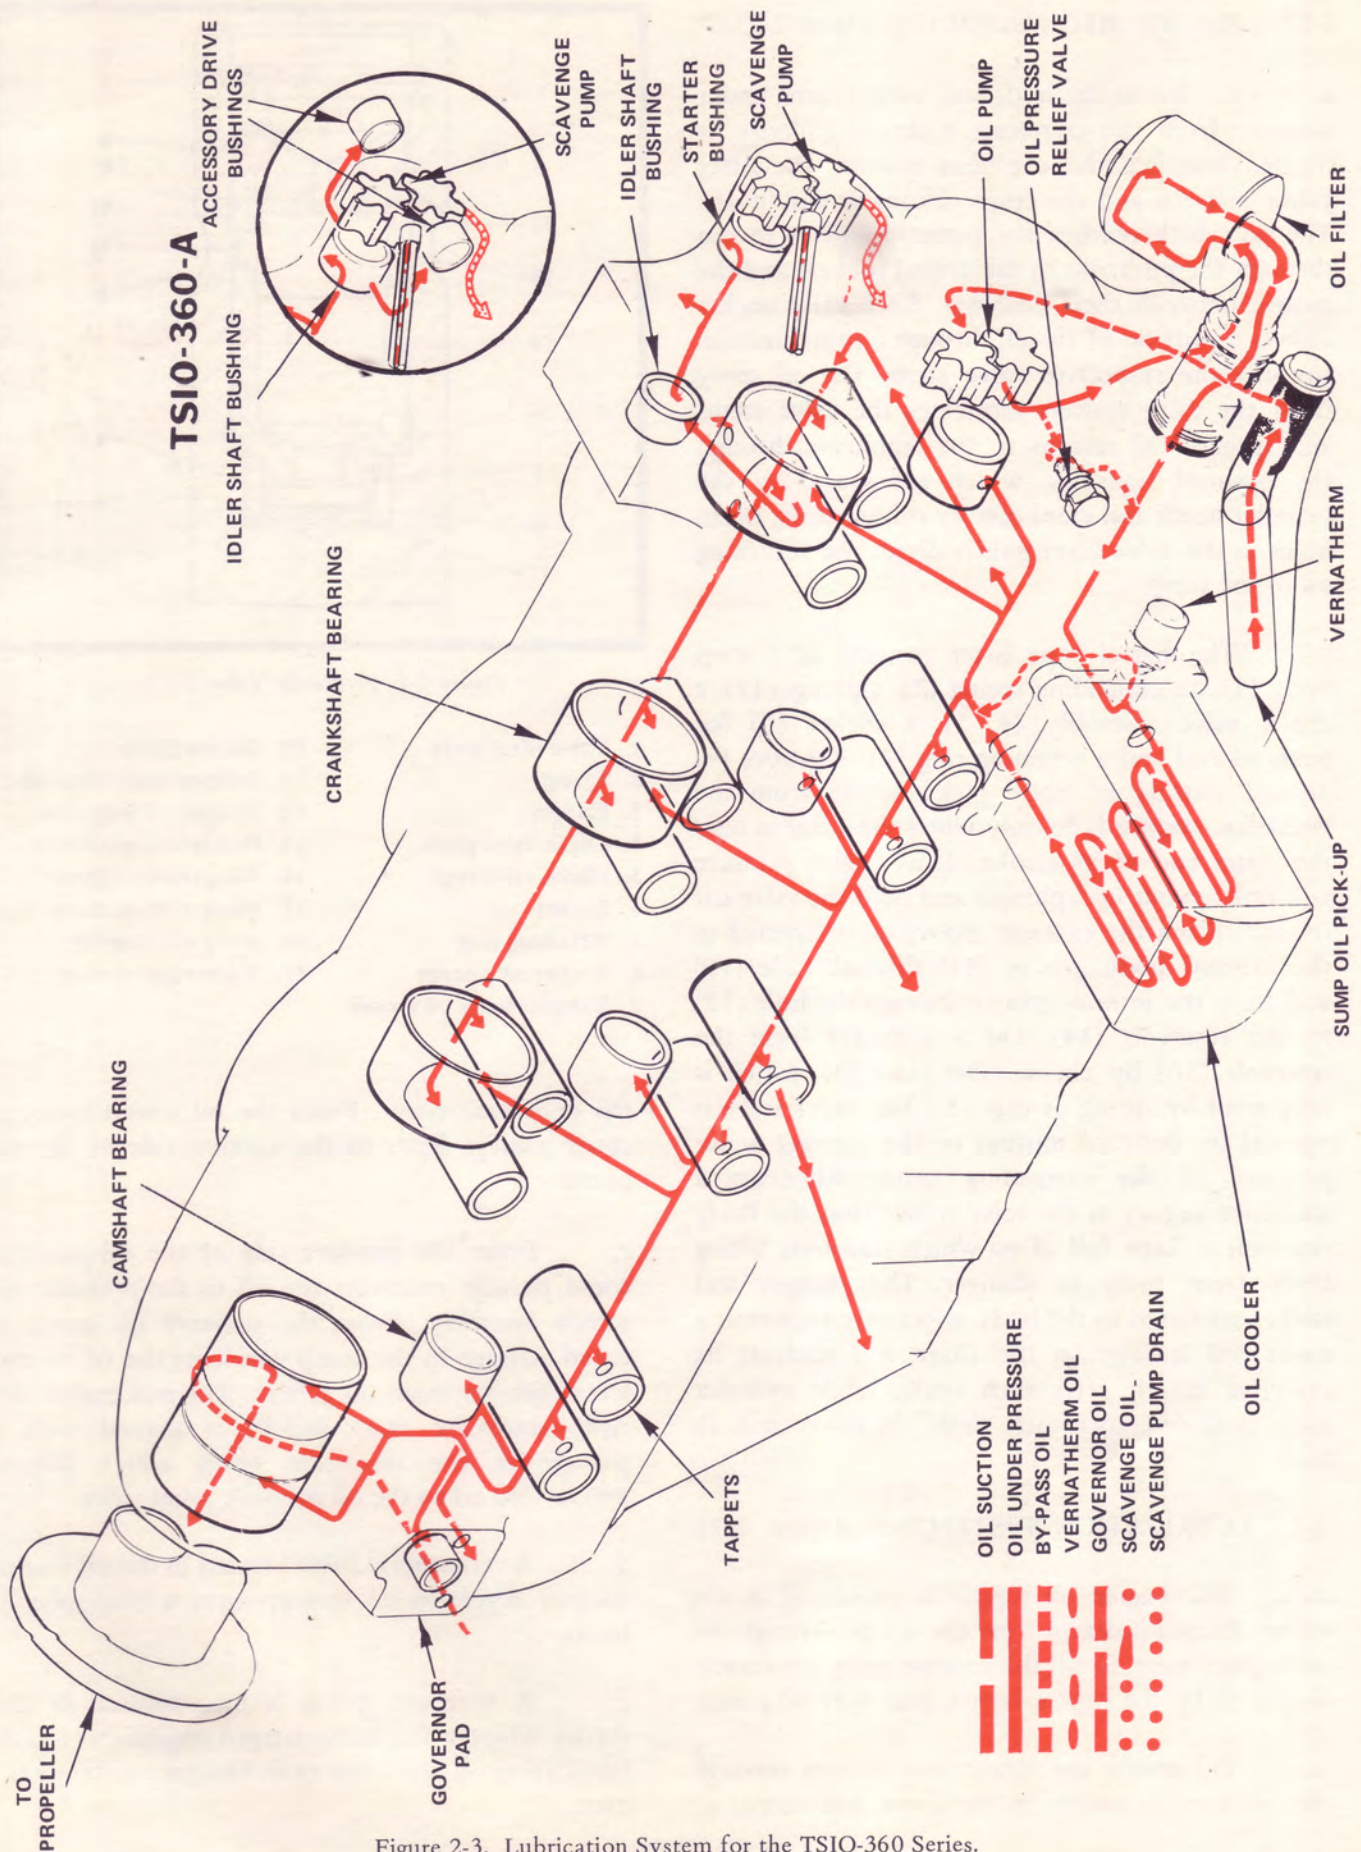 TSIO-360-A
ACCESSORY DRIVE
BUSHINGS
IDLER SHAFT BUSHING
SCAVENGE
PUMP
IDLER SHAFT
BUSHING
STARTER
BUSHING
SCAVENGE
PUMP
OIL PUMP
OIL PRESSURE
RELIEF VALVE
OIL FILTER
CRANKSHAFT BEARING
VERNATHERM
SUMP OIL PICK-UP
CAMSHAFT BEARING
OIL COOLER
TAPPETS
GOVERNOR
PAD
TO
PROPELLER
OIL SUCTION
OIL UNDER PRESSURE
BY-PASS OIL
VERNATHERM OIL
GOVERNOR OIL
SCAVENGE OIL
SCAVENGE PUMP DRAIN
Figure 2-3. Lubrication System for the TSIO-360 Series.